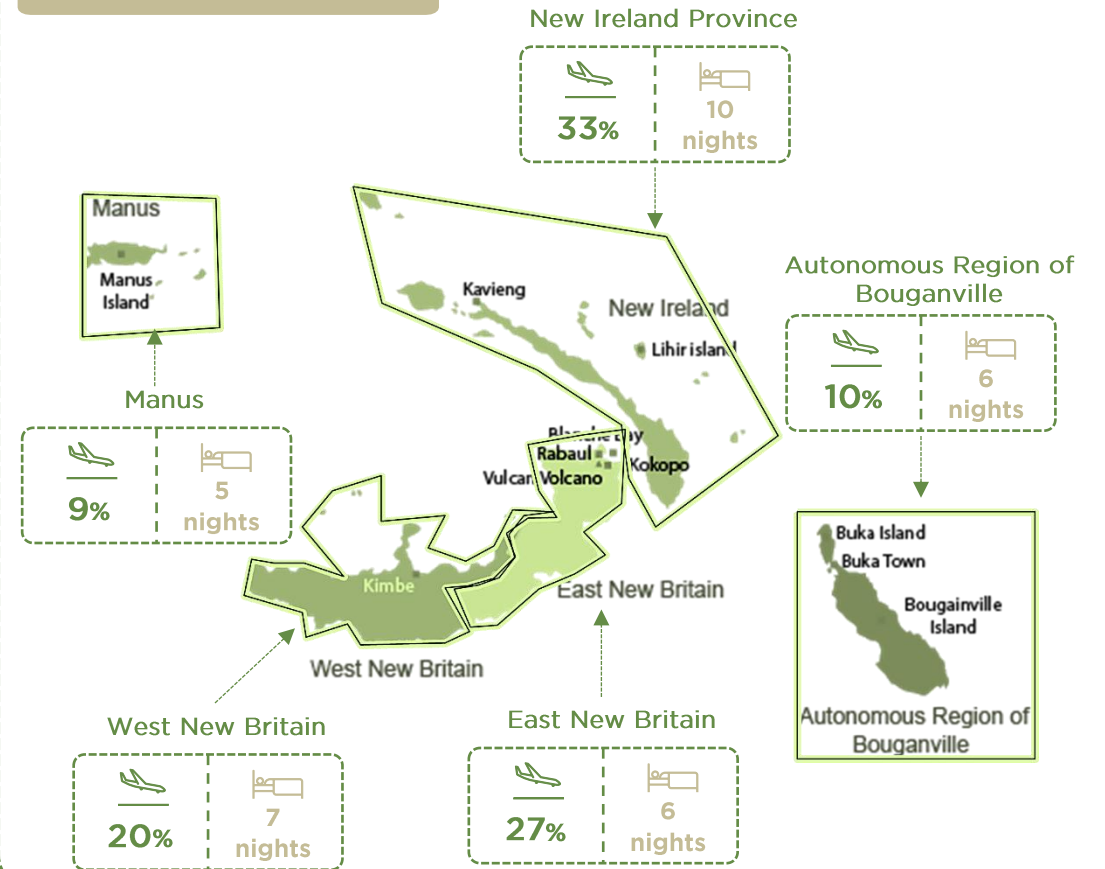 New Ireland Province
33%
10
nights
Manus
Manus
Island
Kavieng
New Ireland
Lihir island
Autonomous Region of
Bouganville
10%
6
nights
Manus
9%
5
nights
Blanche Bay
Rabaul
Kokopo
Vulcan Volcano
Kimbe
East New Britain
West New Britain
Buka Island
Buka Town
Bougainville
Island
Autonomous Region of
Bouganville
West New Britain
20%
7
nights
East New Britain
27%
6
nights